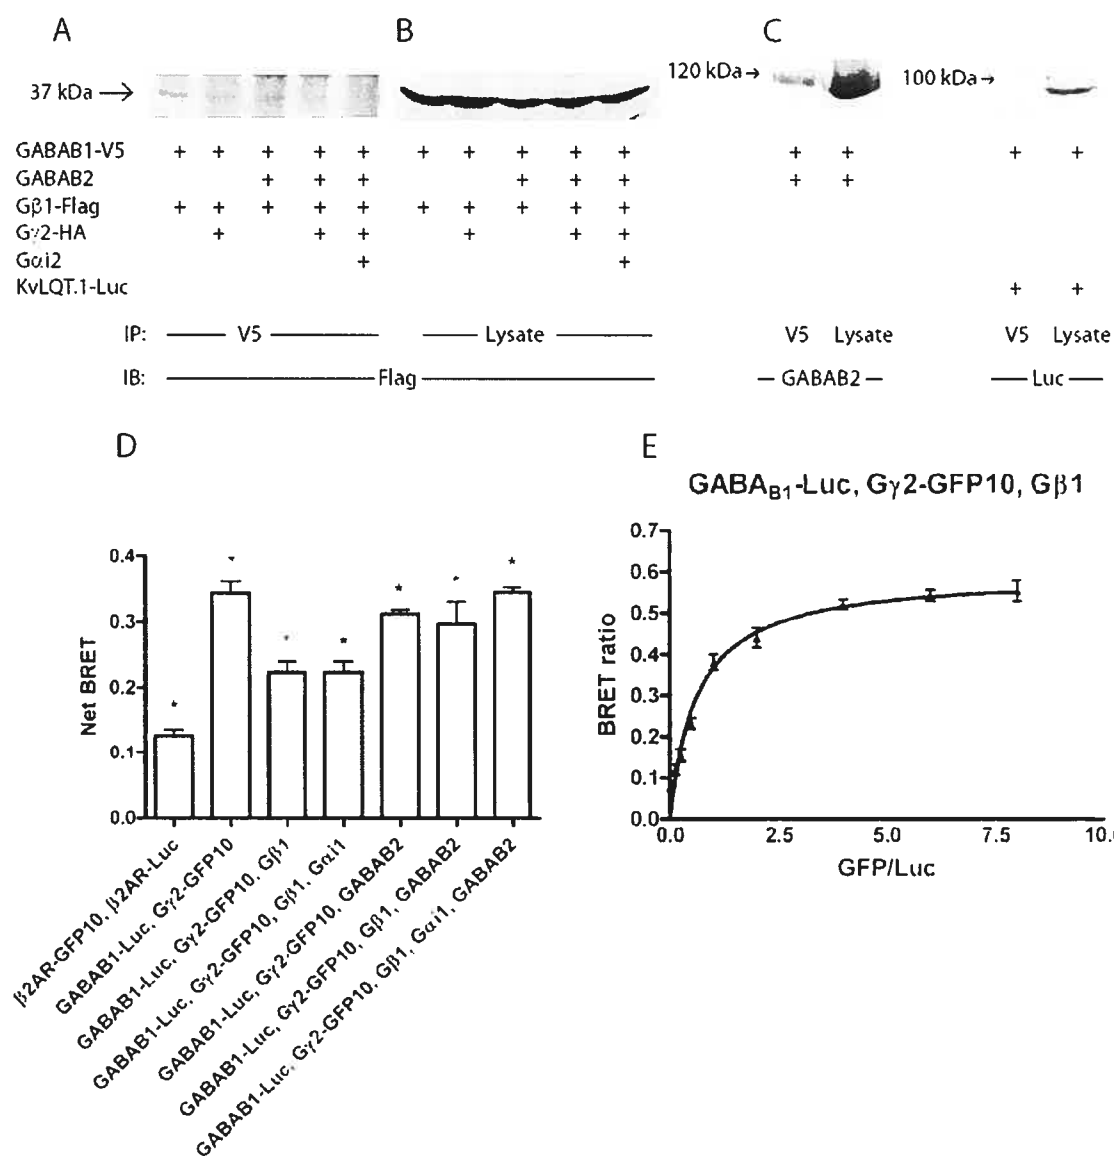 A B C
37 kDa → 120 kDa→ 100 kDa→
GABAB1-V5 + + + + + + + + + + + + + +
GABAB2 + + + + + + + +
Gβ1-Flag + + + + + + + + + +
Gγ2-HA + + + + + +
Gαi2 + +
KvLQT.1-Luc + +
IP: V5 Lysate V5 Lysate V5 Lysate
IB: Flag GABAB2 Luc
D
Net BRET
0.4
0.3
0.2
0.1
0.0
* * * * * * *
β2AR-GFP10, β2AR-Luc
GABAB1-Luc, Gγ2-GFP10
GABAB1-Luc, Gγ2-GFP10, Gβ1
GABAB1-Luc, Gγ2-GFP10, Gβ1, Gαi1
GABAB1-Luc, Gγ2-GFP10, GABAB2
GABAB1-Luc, Gγ2-GFP10, Gβ1, GABAB2
GABAB1-Luc, Gγ2-GFP10, Gβ1, Gαi1, GABAB2
E
GABAB1-Luc, Gγ2-GFP10, Gβ1
BRET ratio
0.7
0.6
0.5
0.4
0.3
0.2
0.1
0
0.0 2.5 5.0 7.5 10.0
GFP/Luc